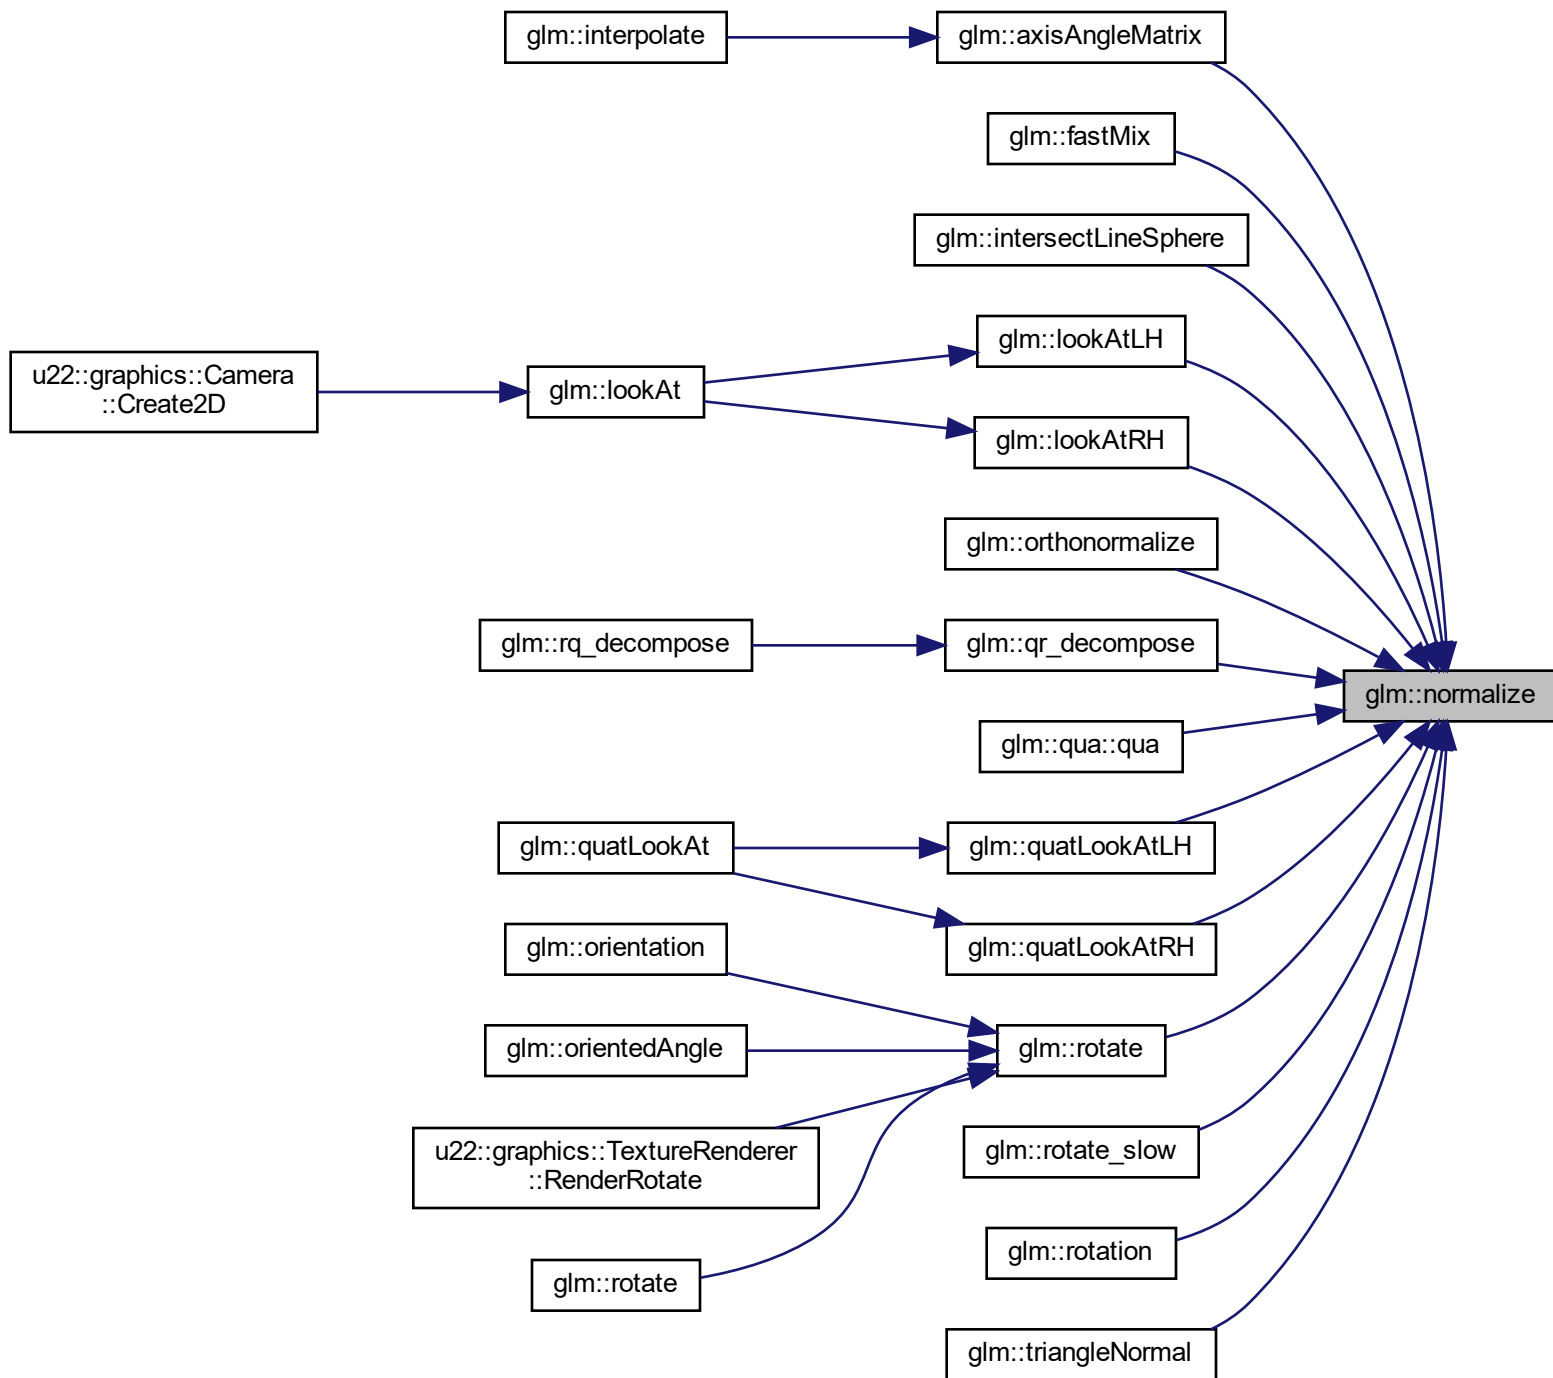 glm::interpolate
glm::axisAngleMatrix
glm::fastMix
glm::intersectLineSphere
glm::lookAtLH
u22::graphics::Camera
::Create2D
glm::lookAt
glm::lookAtRH
glm::orthonormalize
glm::rq_decompose
glm::qr_decompose
glm::normalize
glm::qua::qua
glm::quatLookAt
glm::quatLookAtLH
glm::orientation
glm::quatLookAtRH
glm::orientedAngle
glm::rotate
u22::graphics::TextureRenderer
::RenderRotate
glm::rotate_slow
glm::rotation
glm::rotate
glm::triangleNormal